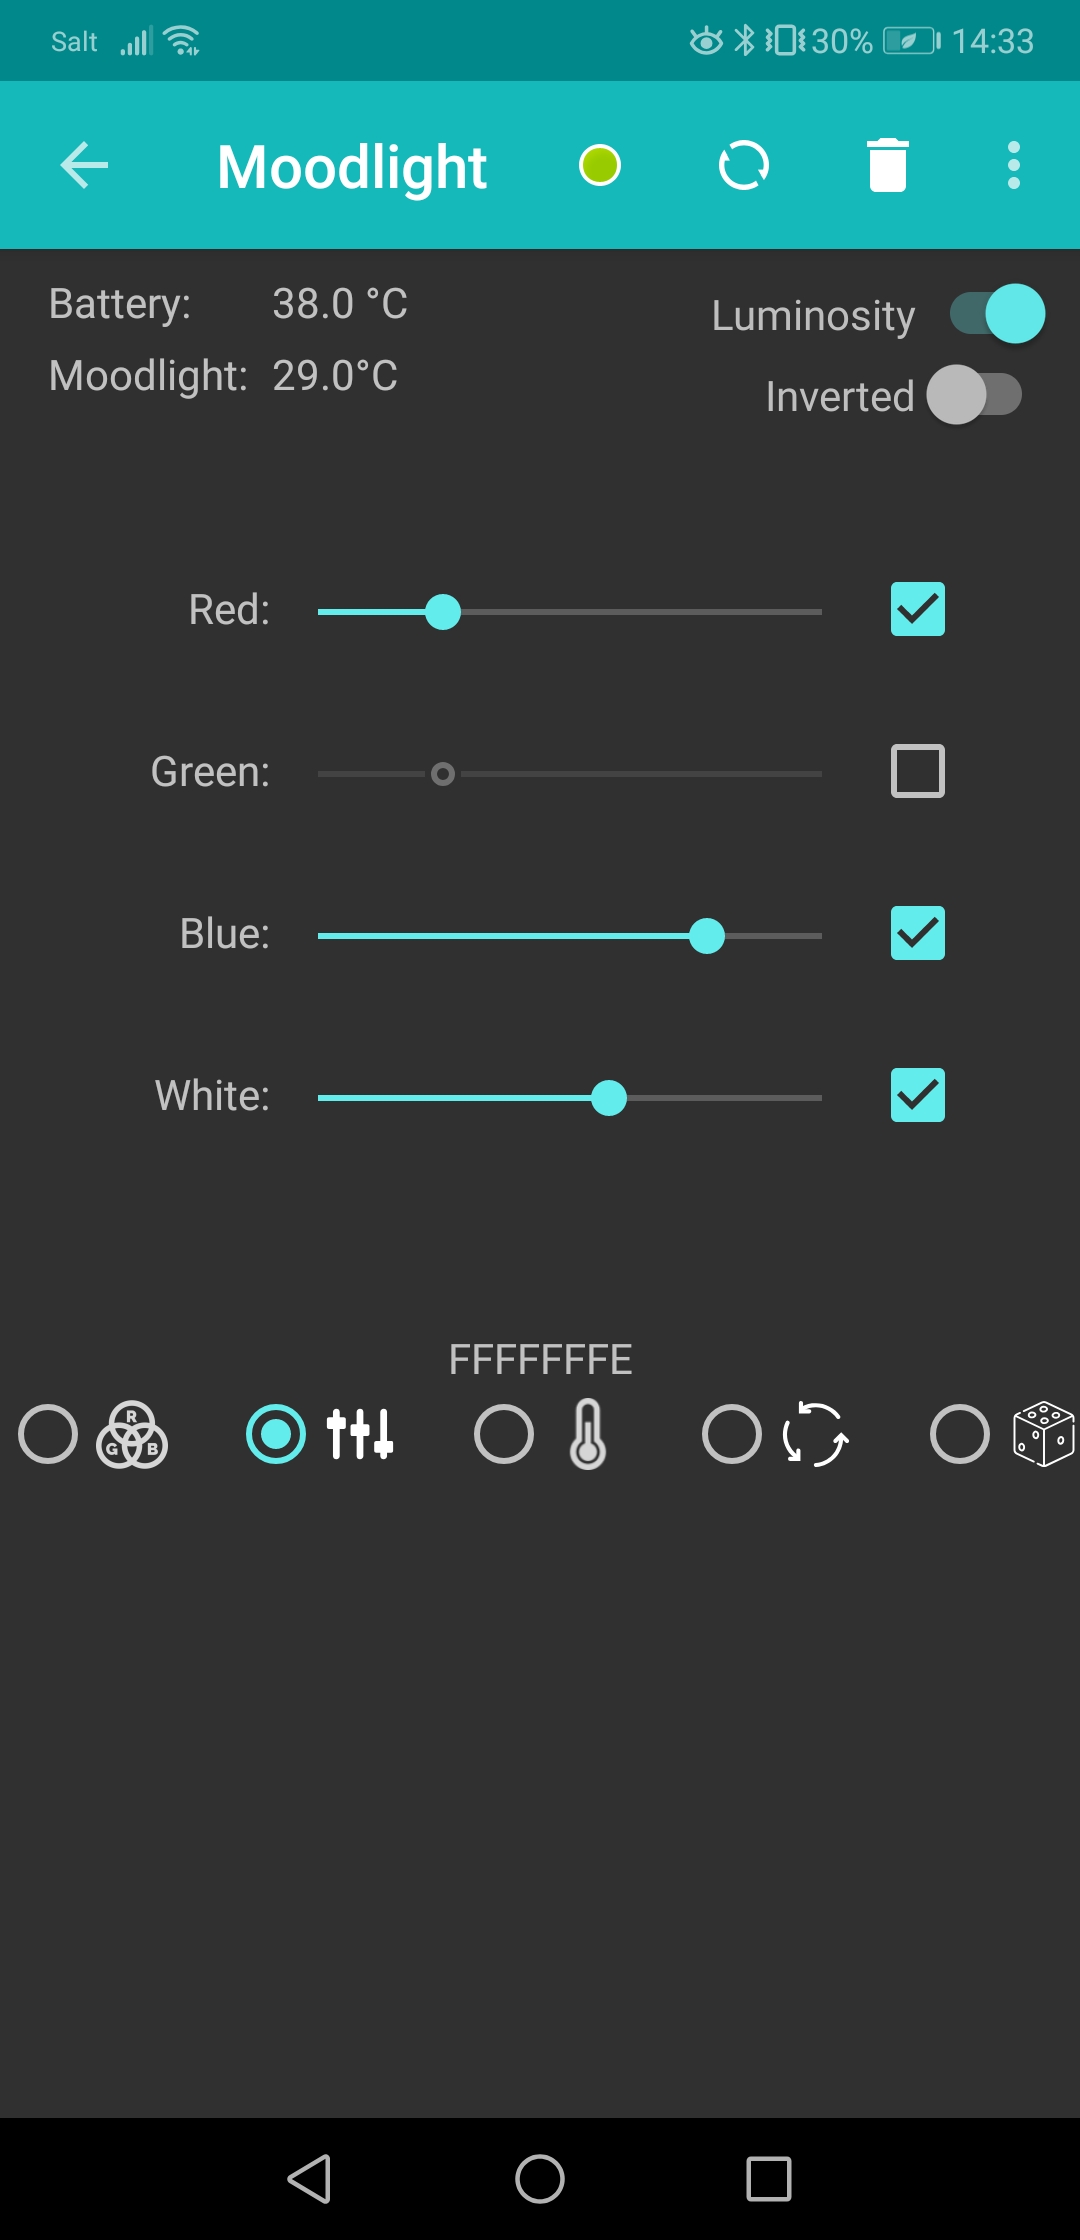 Salt 30% 14:33
Moodlight
Battery: 38.0 °C
Luminosity
Moodlight: 29.0°C
Inverted
Red:
Green:
Blue:
White:
FFFFFFFE
R
G B